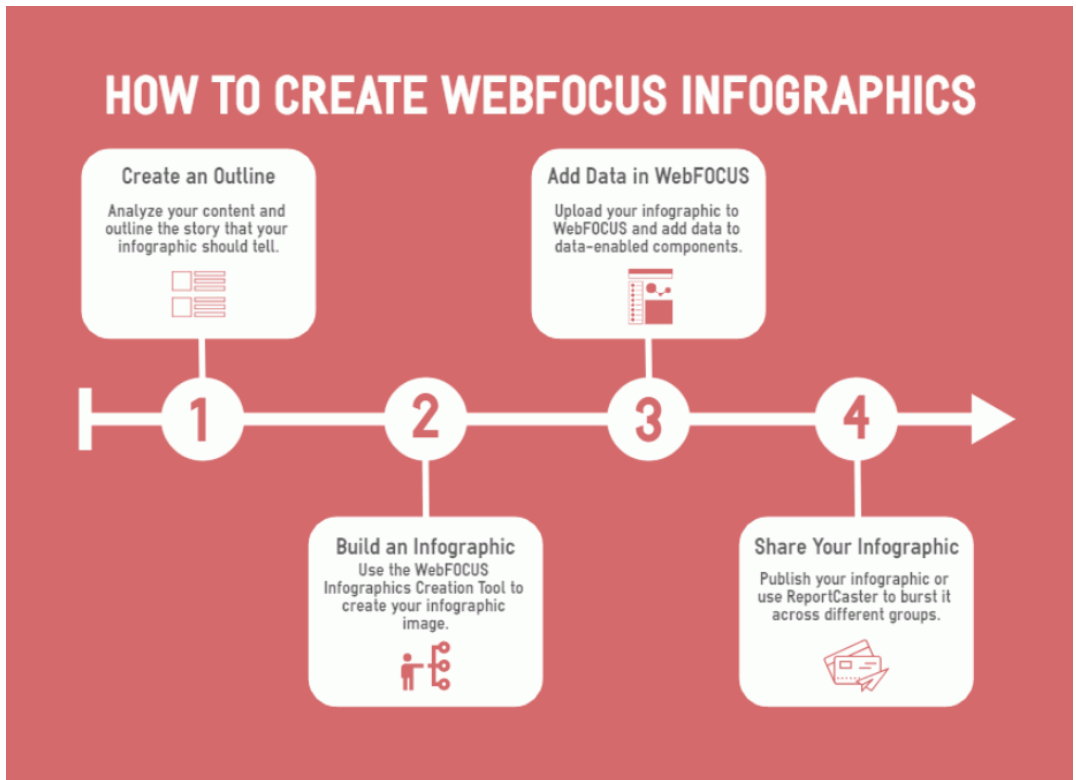 HOW TO CREATE WEBFOCUS INFOGRAPHICS
Create an Outline
Analyze your content and
outline the story that your
infographic should tell.
Add Data in WebFOCUS
Upload your infographic to
WebFOCUS and add data to
data-enabled components.
1
2
3
4
Build an Infographic
Use the WebFOCUS
Infographics Creation Tool to
create your infographic
image.
Share Your Infographic
Publish your infographic or
use ReportCaster to burst it
across different groups.